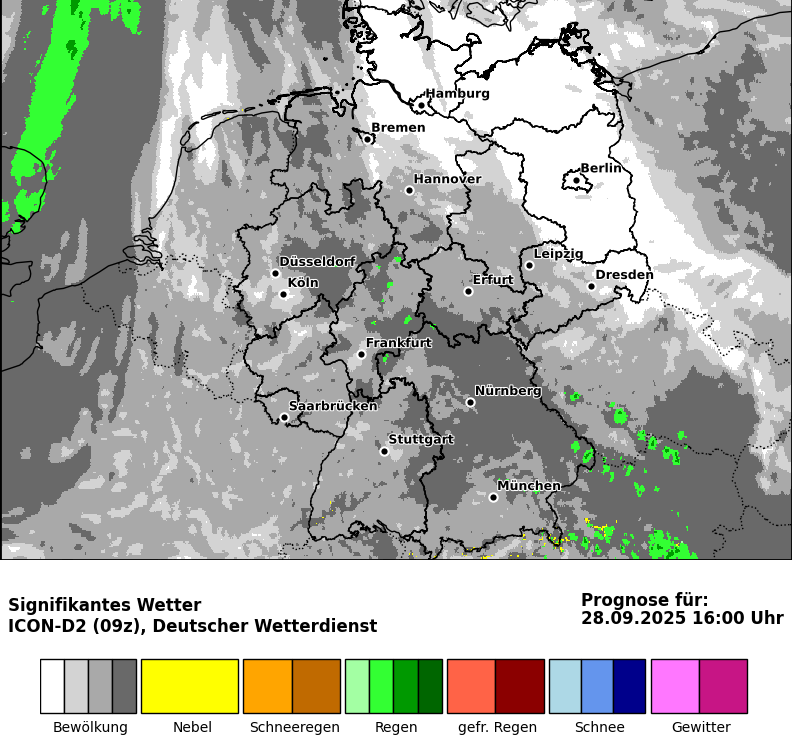 Hamburg
Bremen
Berlin
Hannover
Leipzig
Düsseldorf
Dresden
Köln
Erfurt
Frankfurt
Nürnberg
Saarbrücken
Stuttgart
München
Signifikantes Wetter
ICON-D2 (09z), Deutscher Wetterdienst
Prognose für:
28.09.2025 16:00 Uhr
Bewölkung Nebel Schneeregen Regen gefr. Regen Schnee Gewitter